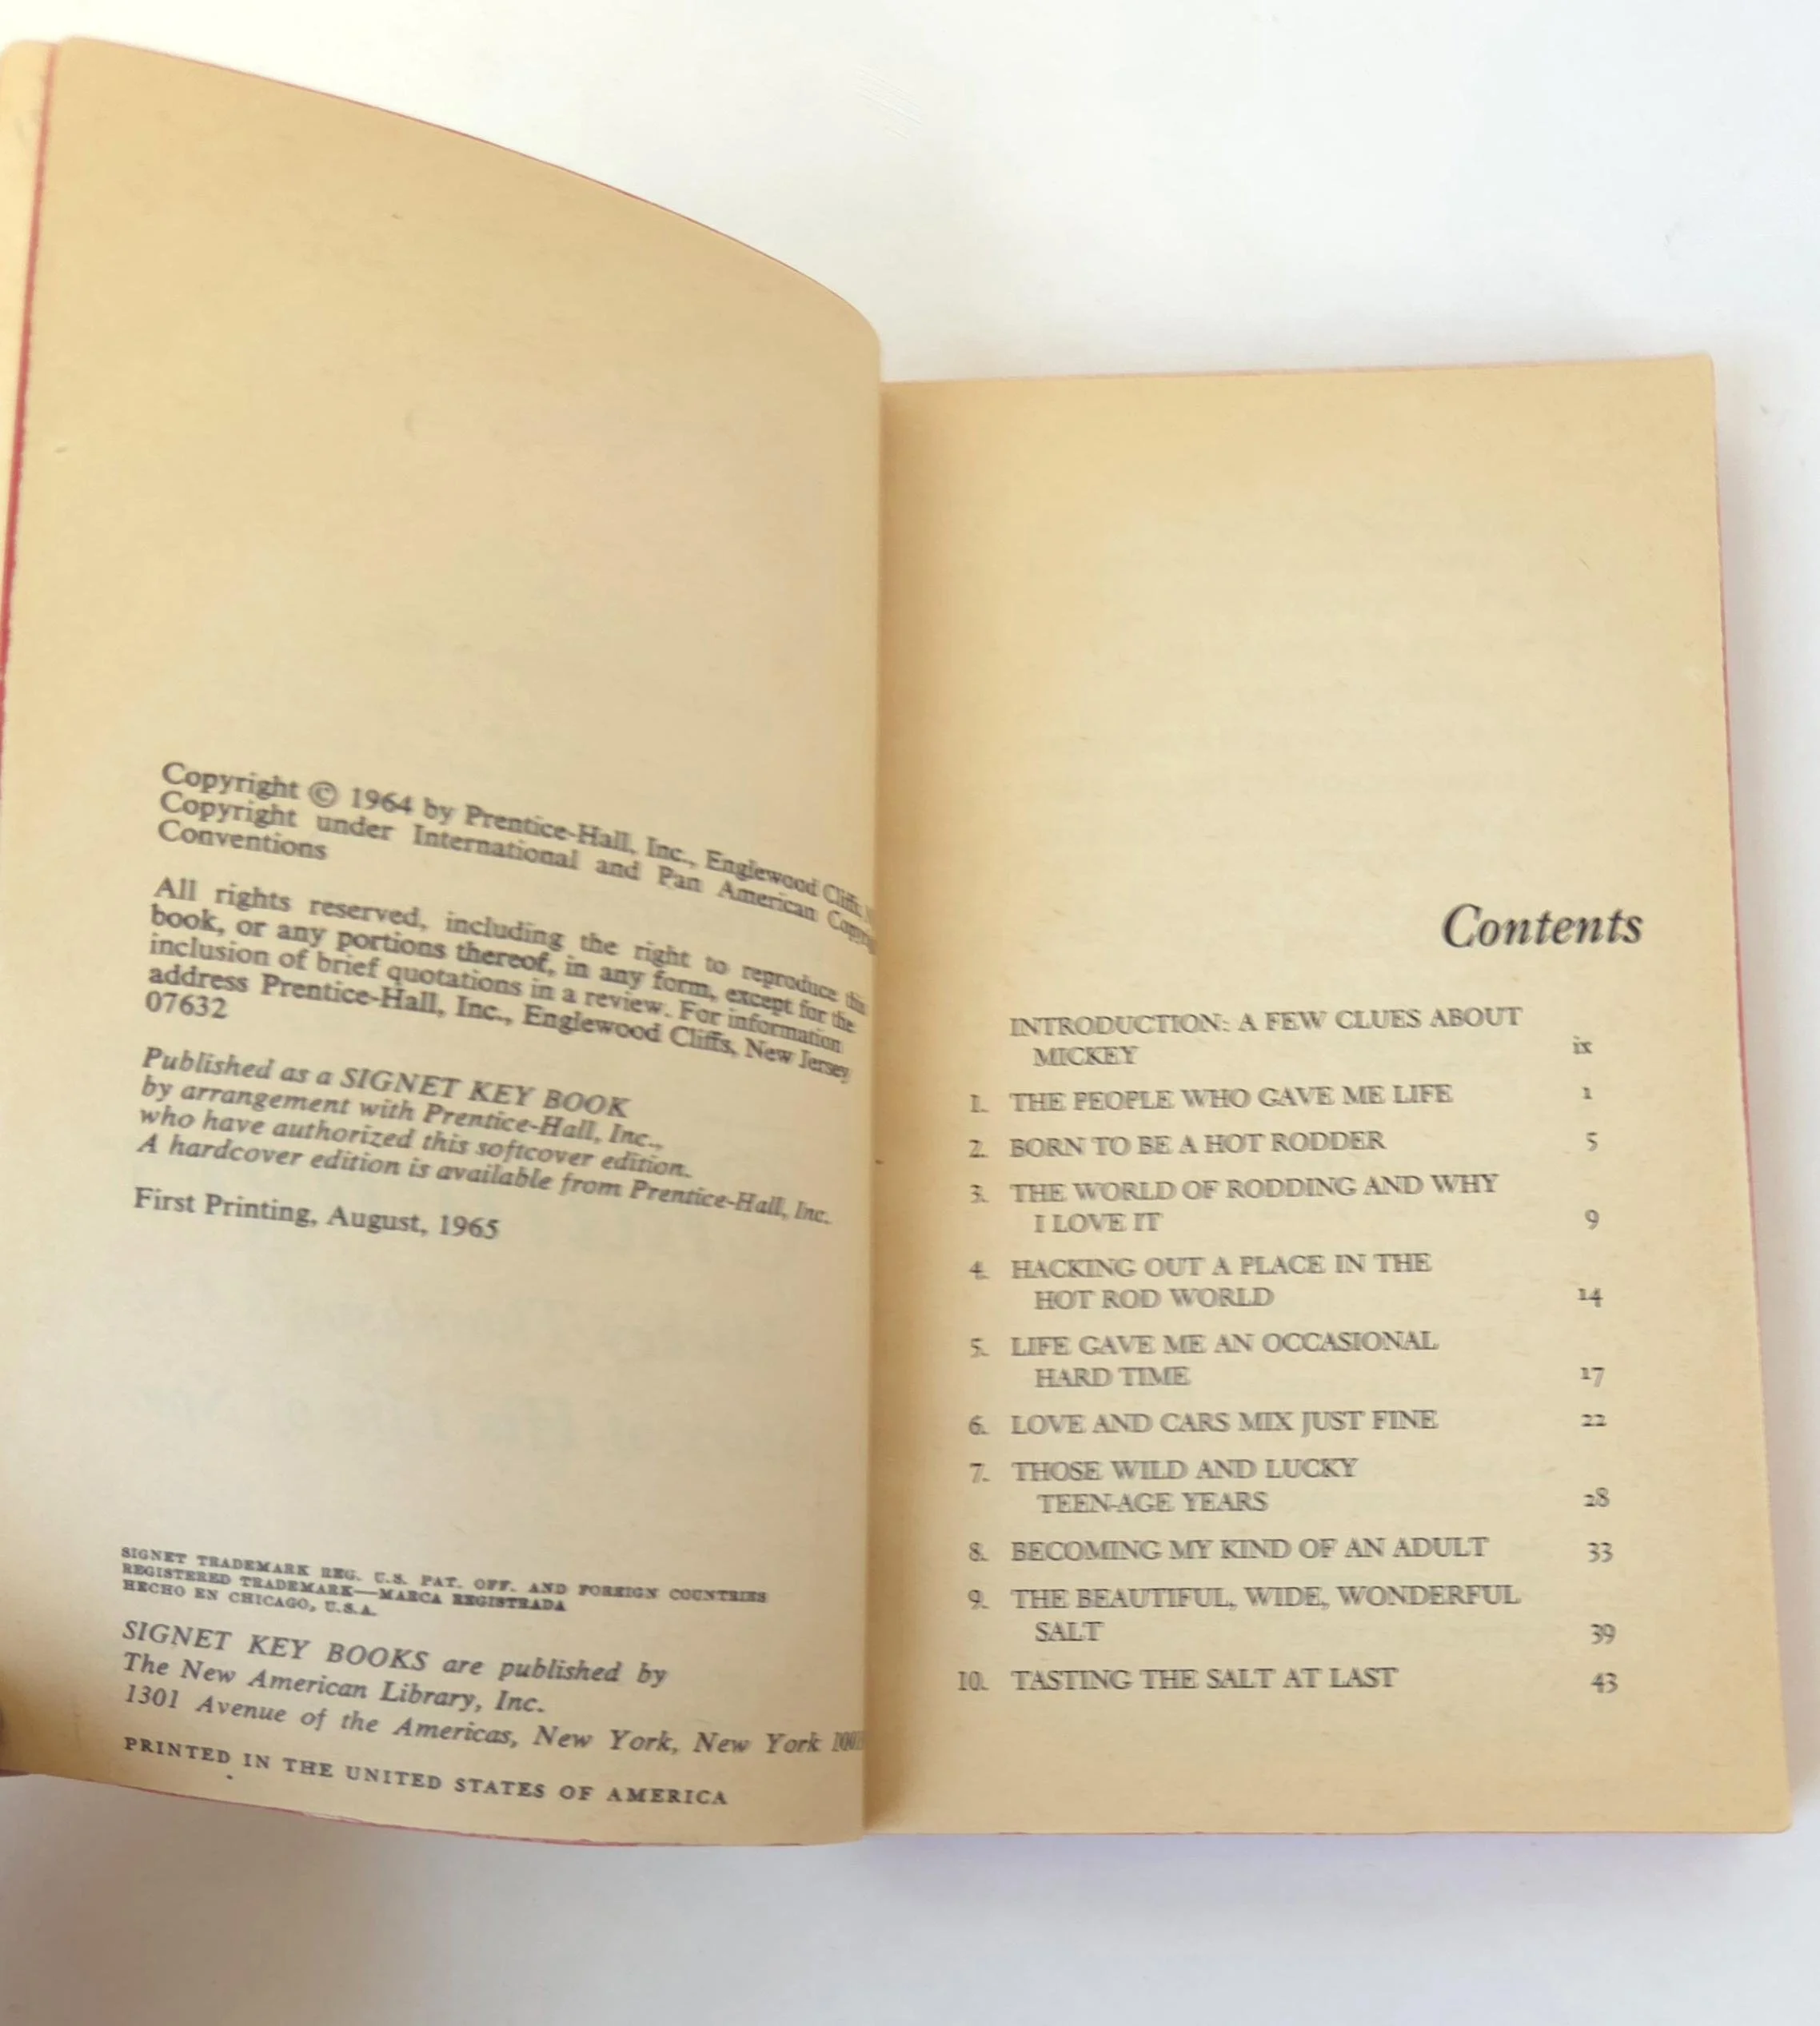 Copyright © 1964 by Prentice-Hall, Inc., Englewood Cliffs,
Copyright under International and Pan American
Conventions
All rights reserved, including the right to reproduce this
book, or any portions thereof, in any form, except for the
inclusion of brief quotations in a review. For information
address Prentice-Hall, Inc., Englewood Cliffs, New Jersey
07632
Published as a SIGNET KEY BOOK
by arrangement with Prentice-Hall, Inc.,
who have authorized this softcover edition.
A hardcover edition is available from Prentice-Hall, Inc.
First Printing, August, 1965
SIGNET TRADEMARK REG. U.S. PAT. OFF. AND FOREIGN COUNTRIES
REGISTERED TRADEMARK—MARCA REGISTRADA
HECHO EN CHICAGO, U.S.A.
SIGNET KEY BOOKS are published by
The New American Library, Inc.
1301 Avenue of the Americas, New York, New York
PRINTED IN THE UNITED STATES OF AMERICA
Contents
INTRODUCTION: A FEW CLUES ABOUT
MICKEY ix
1. THE PEOPLE WHO GAVE ME LIFE 1
2. BORN TO BE A HOT RODDER 5
3. THE WORLD OF RODDING AND WHY
I LOVE IT 9
4. HACKING OUT A PLACE IN THE
HOT ROD WORLD 14
5. LIFE GAVE ME AN OCCASIONAL
HARD TIME 17
6. LOVE AND CARS MIX JUST FINE 22
7. THOSE WILD AND LUCKY
TEEN-AGE YEARS 28
8. BECOMING MY KIND OF AN ADULT 33
9. THE BEAUTIFUL, WIDE, WONDERFUL
SALT 39
10. TASTING THE SALT AT LAST 43